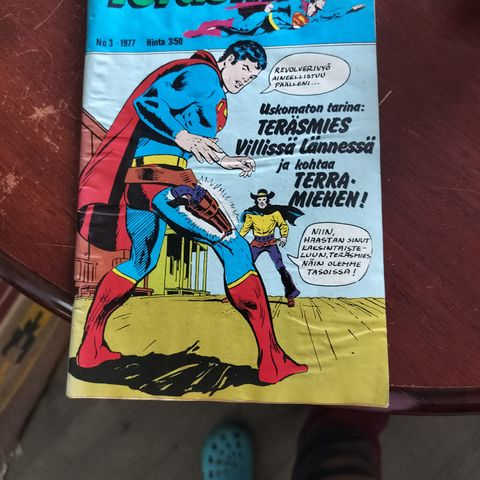 No 3 - 1977 Hinta 3:50
REVOLVERIVYÖ
AINEELLISTUU
PÄÄLLENI...
Uskomaton tarina:
TERÄSMIES
Villissä Lännessä
ja kohtaa
TERRA-
MIEHEN!
NIIN,
HAASTAN SINUT
KAKSINTAISTE-
LUUN, TERÄSMIES
NÄIN OLEMME
TASOISSA!